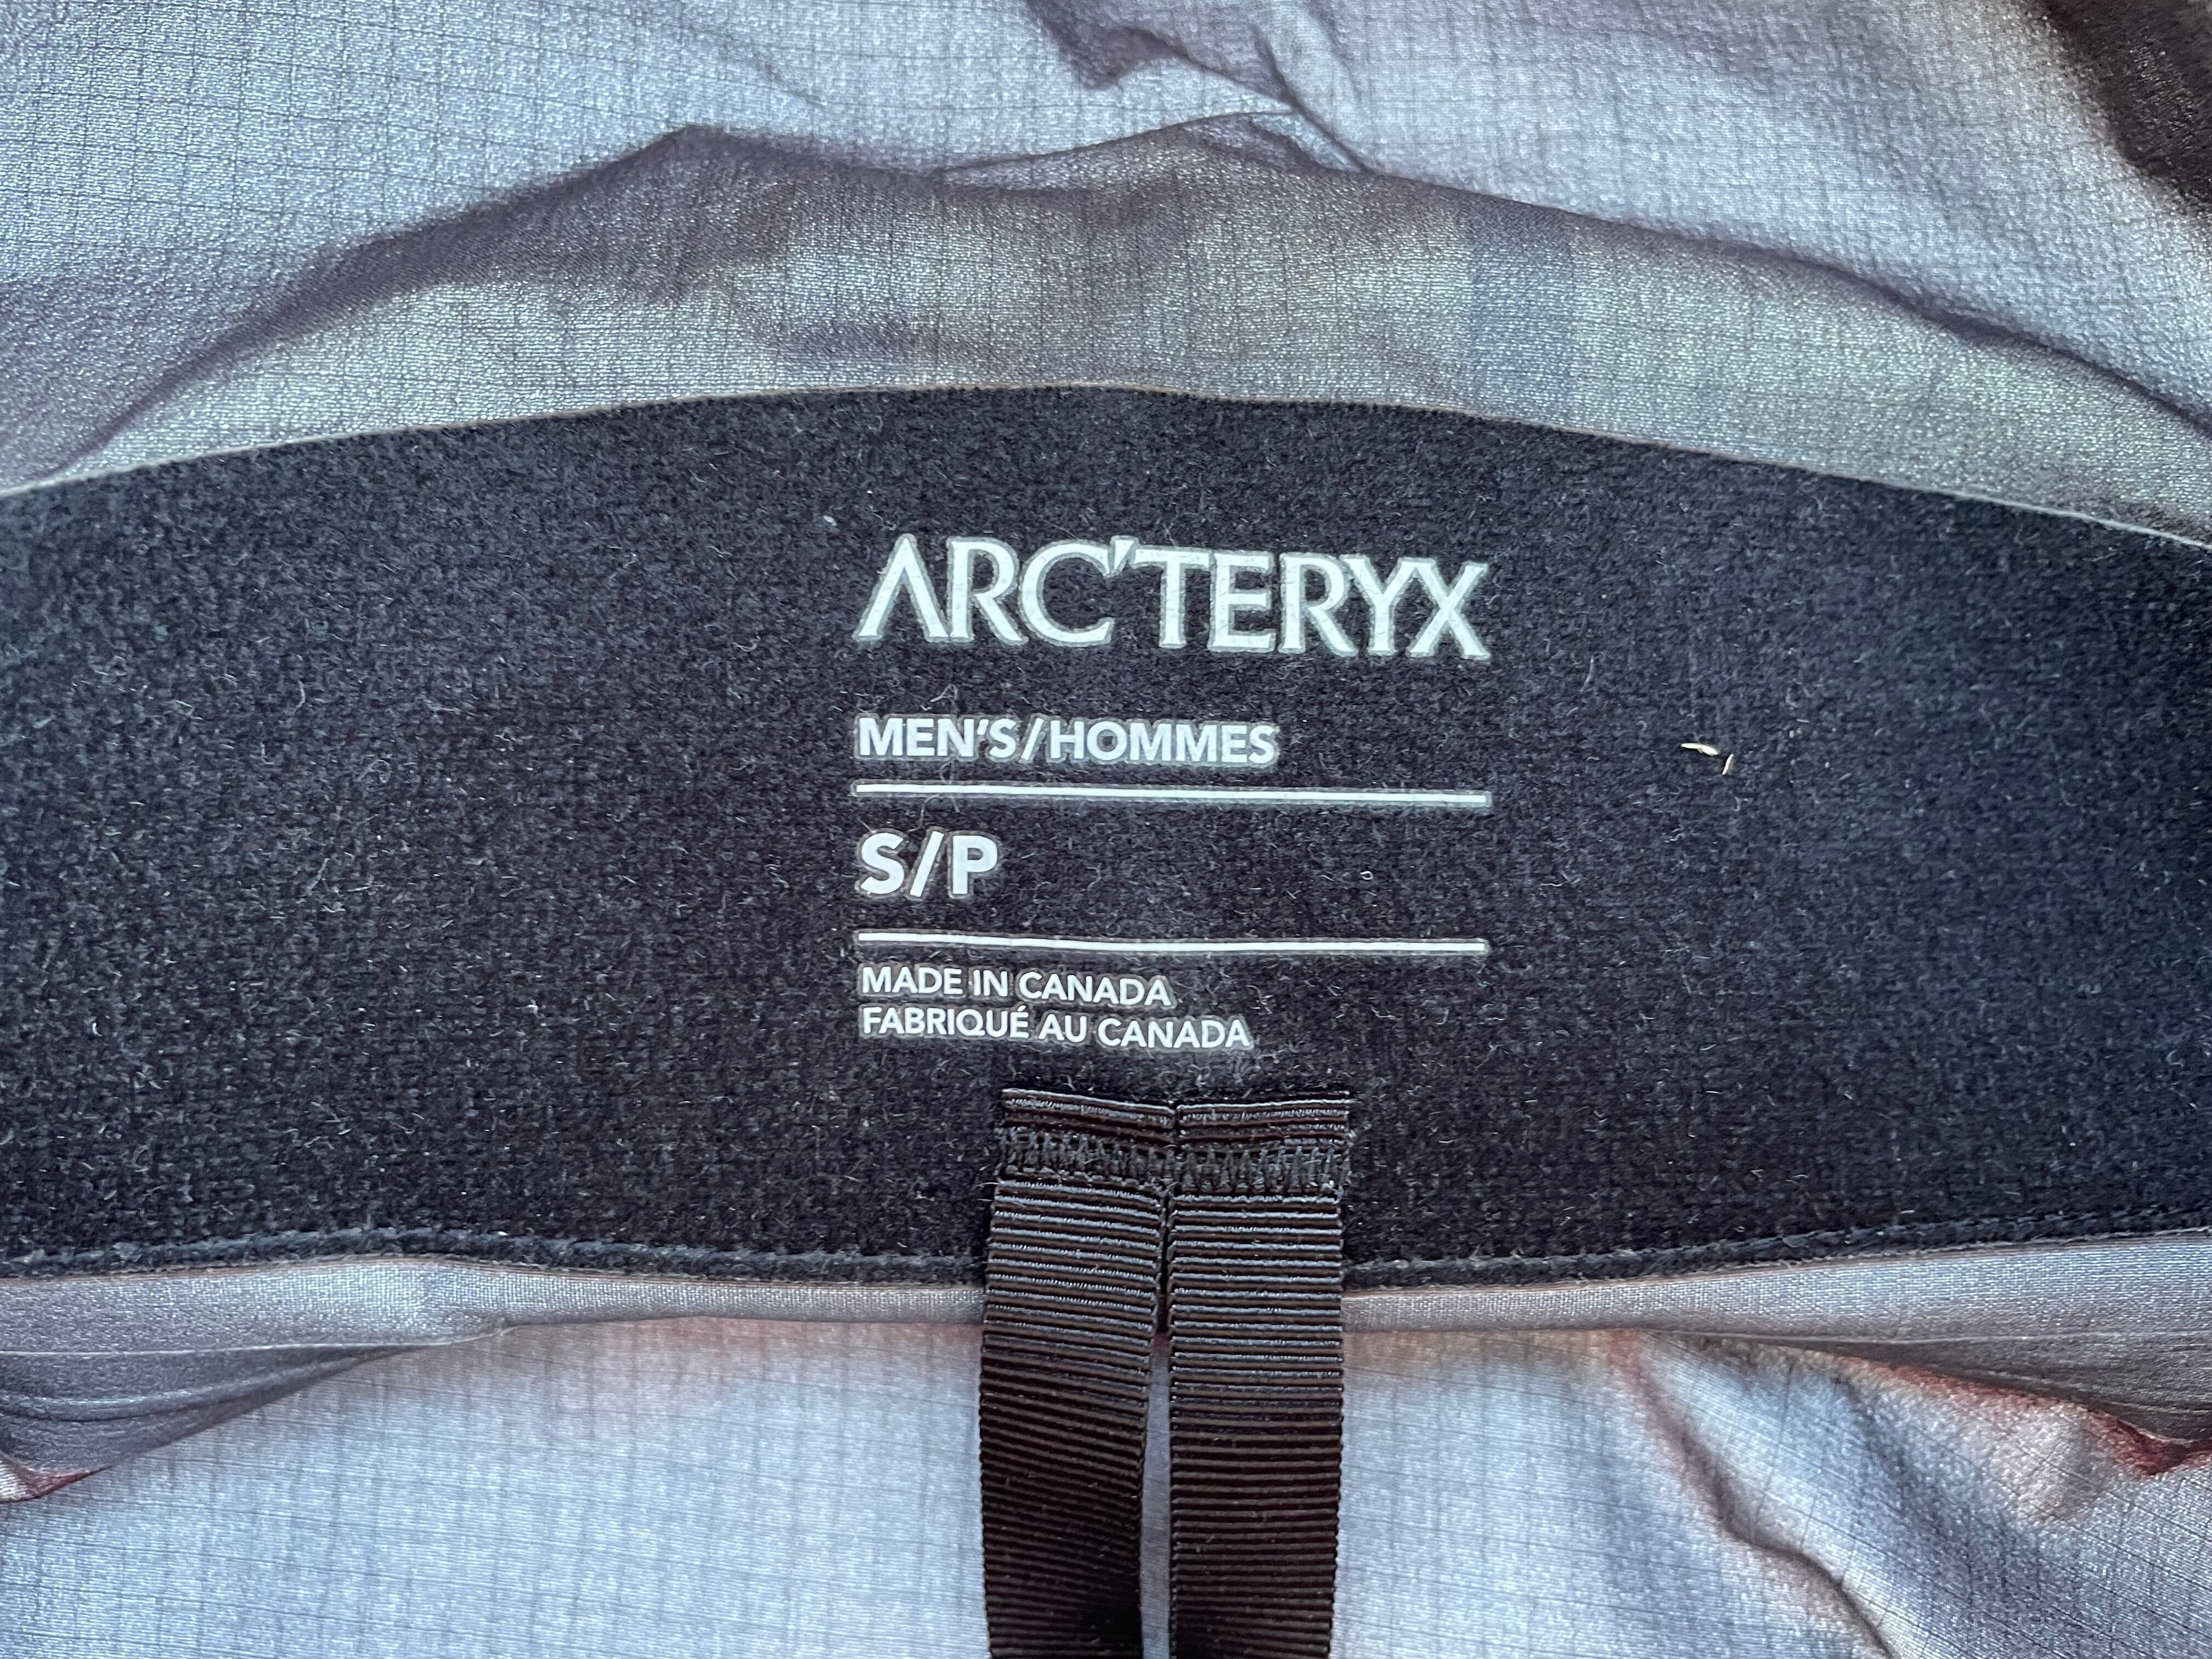 ARC'TERYX
MEN'S/HOMMES
S/P
MADE IN CANADA
FABRIQUÉ AU CANADA